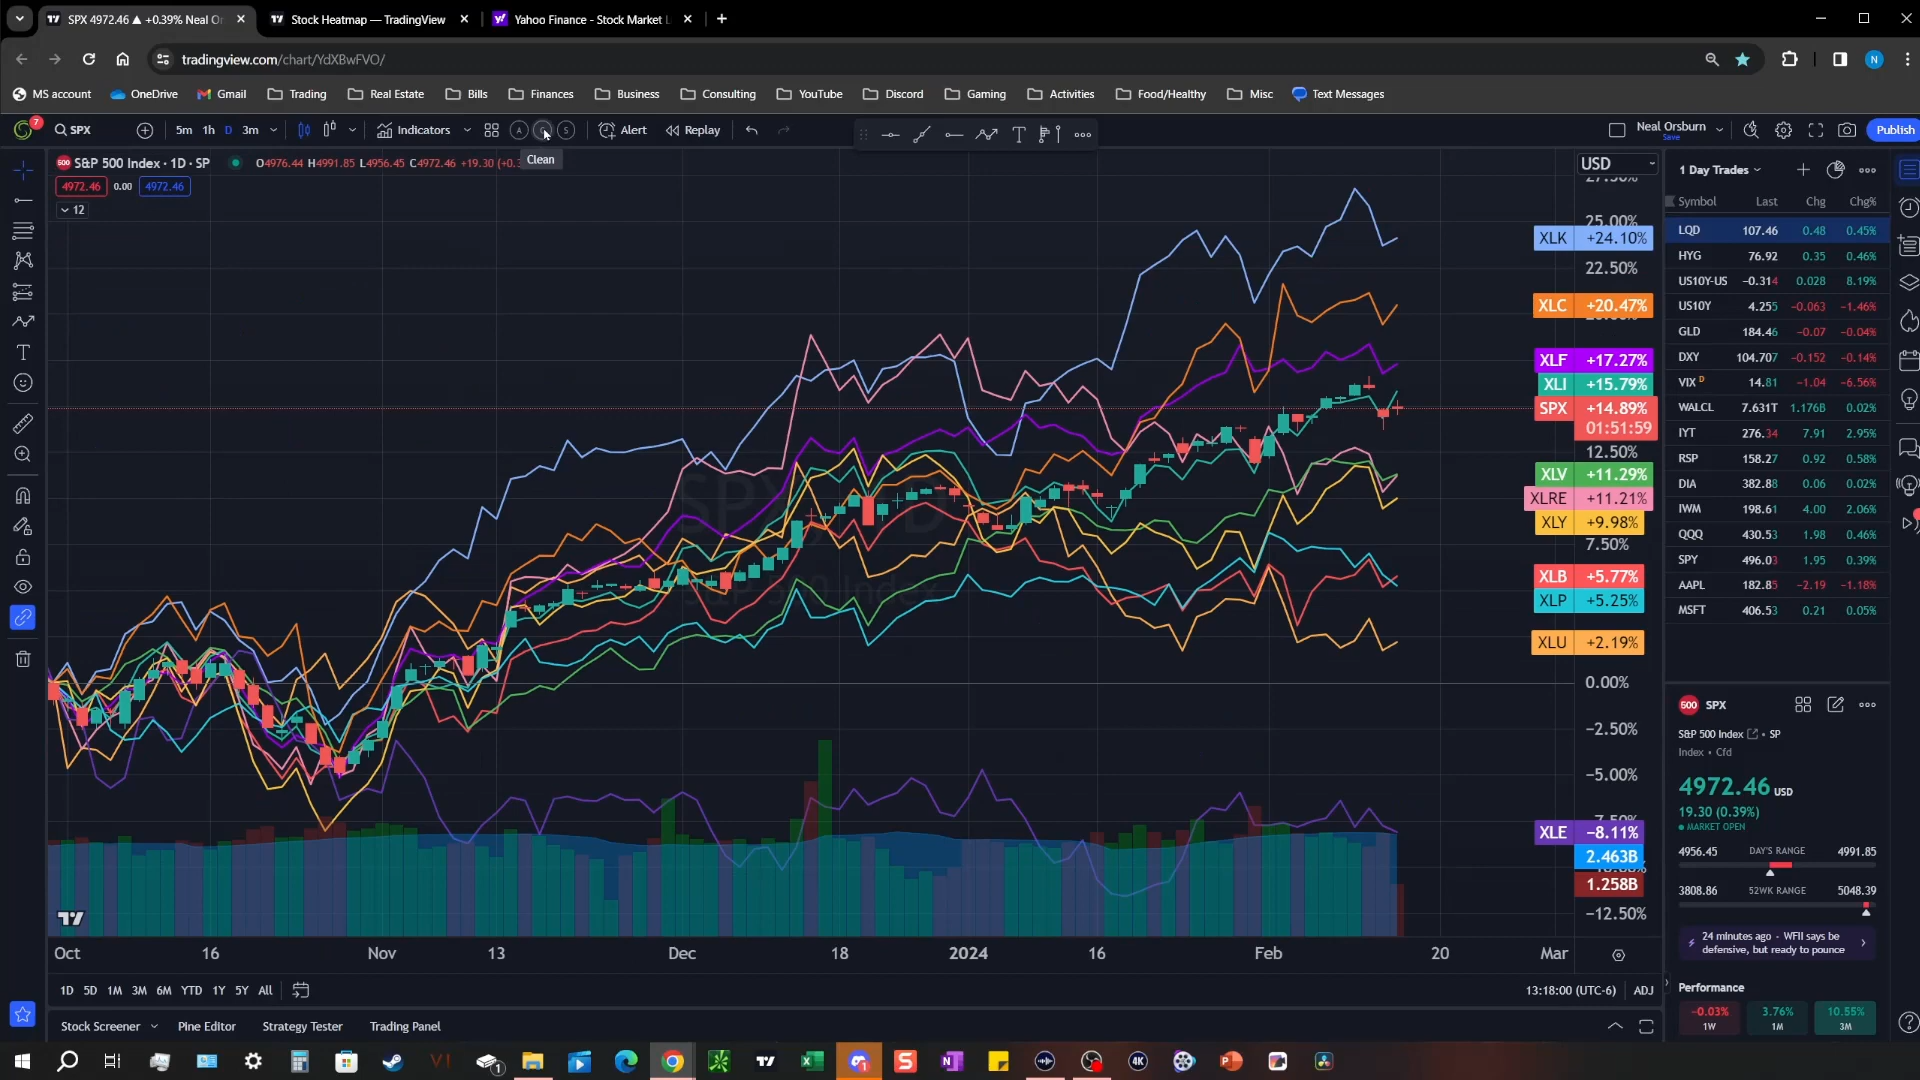 SPX 4972.46 ▲ +0.39% Neal Or
Stock Heatmap — TradingView
Yahoo Finance - Stock Market L
tradingview.com/chart/YdXBwFVO/
N
MS account
OneDrive
Gmail
Trading
Real Estate
Bills
Finances
Business
Consulting
YouTube
Discord
Gaming
Activities
Food/Healthy
Misc
Text Messages
7
SPX
5m 1h D 3m
Indicators
A
S
Alert
Replay
Neal Orsburn
Save
Publish
Clean
500 S&P 500 Index · 1D · SP
O4976.44 H4991.85 L4956.45 C4972.46 +19.30 (+0.3
4972.46 0.00 4972.46
12
USD
27.50%
25.00%
XLK +24.10%
22.50%
XLC +20.47%
XLF +17.27%
XLI +15.79%
SPX +14.89%
01:51:59
12.50%
XLV +11.29%
XLRE +11.21%
XLY +9.98%
7.50%
XLB +5.77%
XLP +5.25%
XLU +2.19%
0.00%
−2.50%
−5.00%
−7.50%
XLE −8.11%
2.463B
1.258B
−12.50%
Oct 16 Nov 13 Dec 18 2024 16 Feb 20 Mar
1D 5D 1M 3M 6M YTD 1Y 5Y All
13:18:00 (UTC-6) ADJ
Stock Screener
Pine Editor
Strategy Tester
Trading Panel
1 Day Trades
Symbol Last Chg Chg%
LQD 107.46 0.48 0.45%
HYG 76.92 0.35 0.46%
US10Y-US −0.314 0.028 8.19%
US10Y 4.255 −0.063 −1.46%
GLD 184.46 −0.07 −0.04%
DXY 104.707 −0.152 −0.14%
VIX D 14.81 −1.04 −6.56%
WALCL 7.631T 1.176B 0.02%
IYT 276.34 7.91 2.95%
RSP 158.27 0.92 0.58%
DIA 382.88 0.06 0.02%
IWM 198.61 4.00 2.06%
QQQ 430.53 1.98 0.46%
SPY 496.03 1.95 0.39%
AAPL 182.85 −2.19 −1.18%
MSFT 406.53 0.21 0.05%
500 SPX
S&P 500 Index • SP
Index • Cfd
4972.46 USD
19.30 (0.39%)
MARKET OPEN
4956.45 DAY'S RANGE 4991.85
3808.86 52WK RANGE 5048.39
24 minutes ago · WFII says be
defensive, but ready to pounce
Performance
−0.03% 3.76% 10.55%
1W 1M 3M